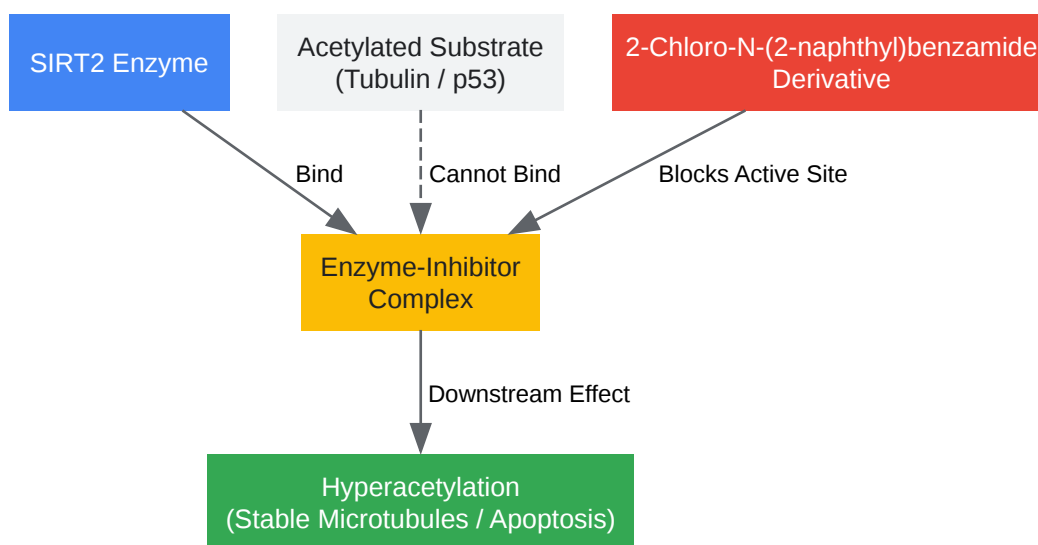 SIRT2 Enzyme
Acetylated Substrate
(Tubulin / p53)
2-Chloro-N-(2-naphthyl)benzamide
Derivative
Bind
Cannot Bind
Blocks Active Site
Enzyme-Inhibitor
Complex
Downstream Effect
Hyperacetylation
(Stable Microtubules / Apoptosis)